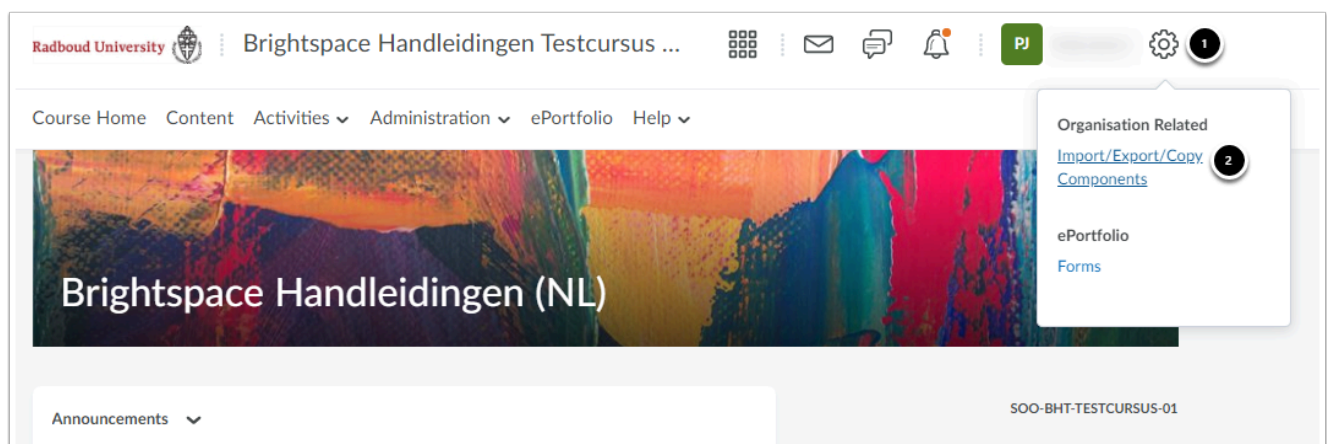 Radboud University
Brightspace Handleidingen Testcursus ...
PJ
1
Course Home Content Activities Administration ePortfolio Help
Organisation Related
Import/Export/Copy
Components
2
ePortfolio
Forms
Brightspace Handleidingen (NL)
Announcements
SOO-BHT-TESTCURSUS-01